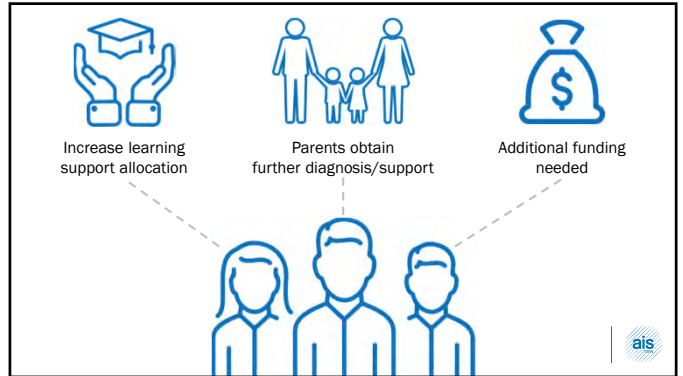 $
Increase learning
support allocation
Parents obtain
further diagnosis/support
Additional funding
needed
ais